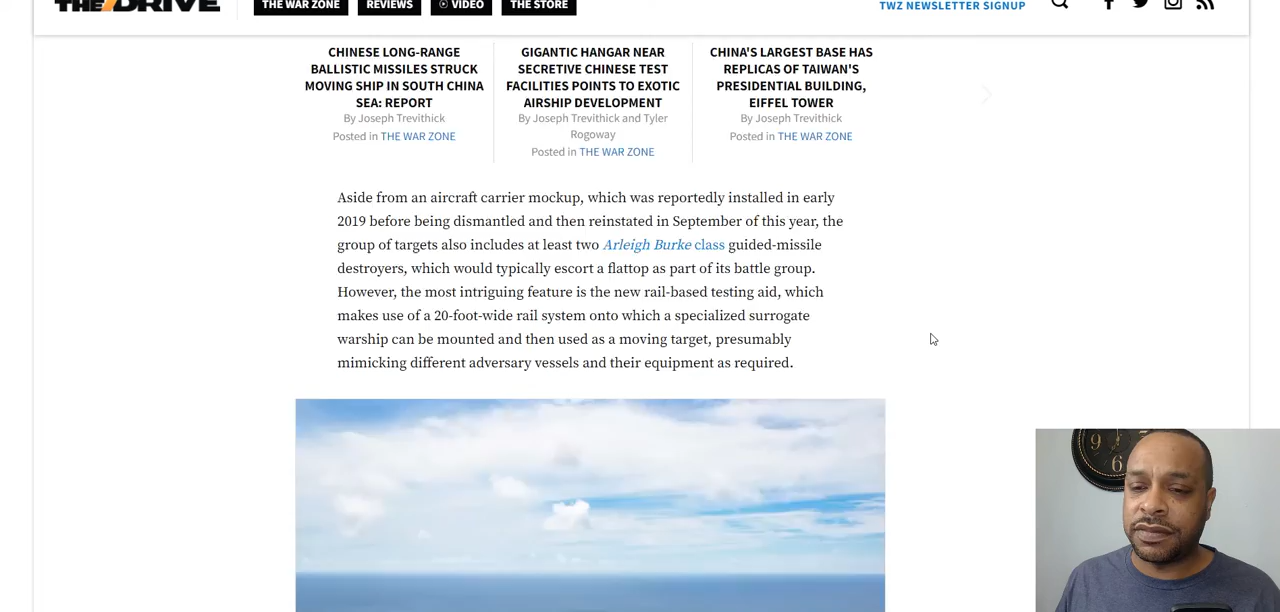 THE DRIVE
THE WAR ZONE
REVIEWS
VIDEO
THE STORE
TWZ NEWSLETTER SIGNUP
CHINESE LONG-RANGE
BALLISTIC MISSILES STRUCK
MOVING SHIP IN SOUTH CHINA
SEA: REPORT
By Joseph Trevithick
Posted in THE WAR ZONE
GIGANTIC HANGAR NEAR
SECRETIVE CHINESE TEST
FACILITIES POINTS TO EXOTIC
AIRSHIP DEVELOPMENT
By Joseph Trevithick and Tyler
Rogoway
Posted in THE WAR ZONE
CHINA'S LARGEST BASE HAS
REPLICAS OF TAIWAN'S
PRESIDENTIAL BUILDING,
EIFFEL TOWER
By Joseph Trevithick
Posted in THE WAR ZONE
Aside from an aircraft carrier mockup, which was reportedly installed in early
2019 before being dismantled and then reinstated in September of this year, the
group of targets also includes at least two Arleigh Burke class guided-missile
destroyers, which would typically escort a flattop as part of its battle group.
However, the most intriguing feature is the new rail-based testing aid, which
makes use of a 20-foot-wide rail system onto which a specialized surrogate
warship can be mounted and then used as a moving target, presumably
mimicking different adversary vessels and their equipment as required.
9
6